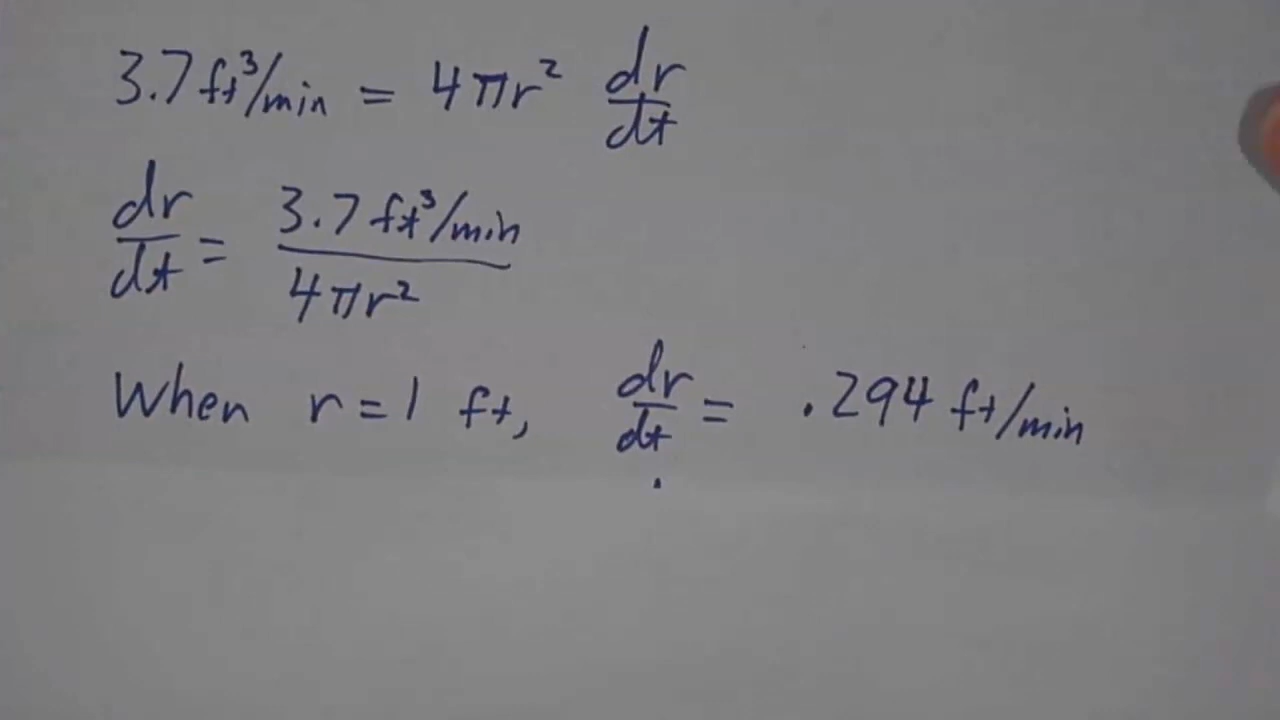 3.7 ft³/min = 4πr² dr/dt
dr/dt = 3.7 ft³/min / 4πr²
When r = 1 ft, dr/dt = .294 ft/min